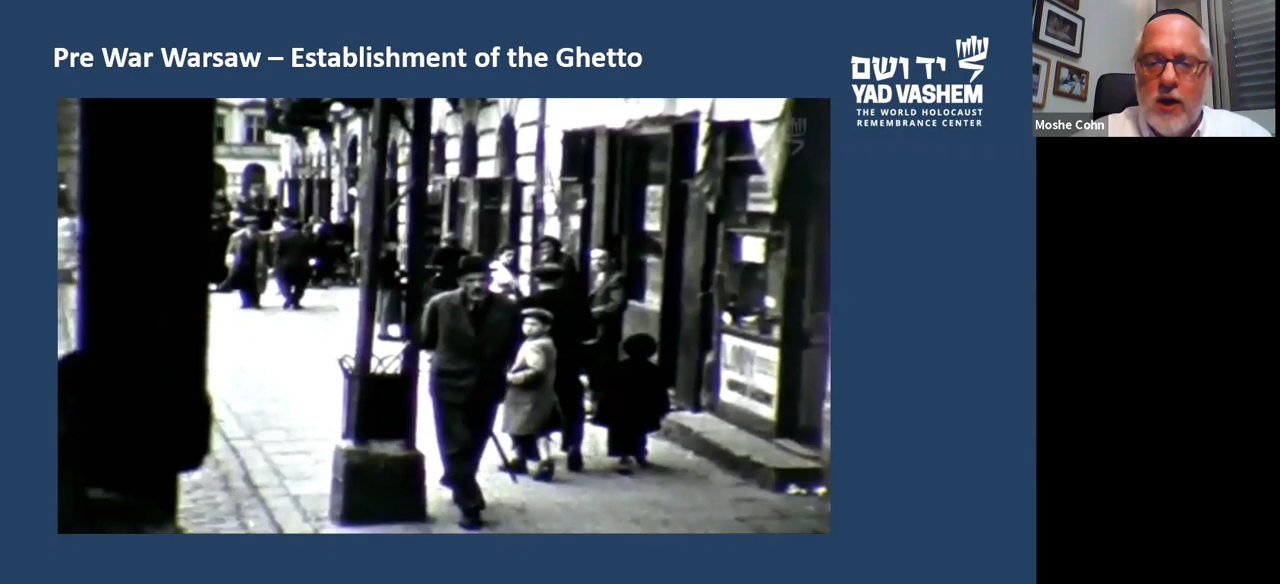 Pre War Warsaw – Establishment of the Ghetto
יד ושם
YAD VASHEM
THE WORLD HOLOCAUST
REMEMBRANCE CENTER
Moshe Cohn